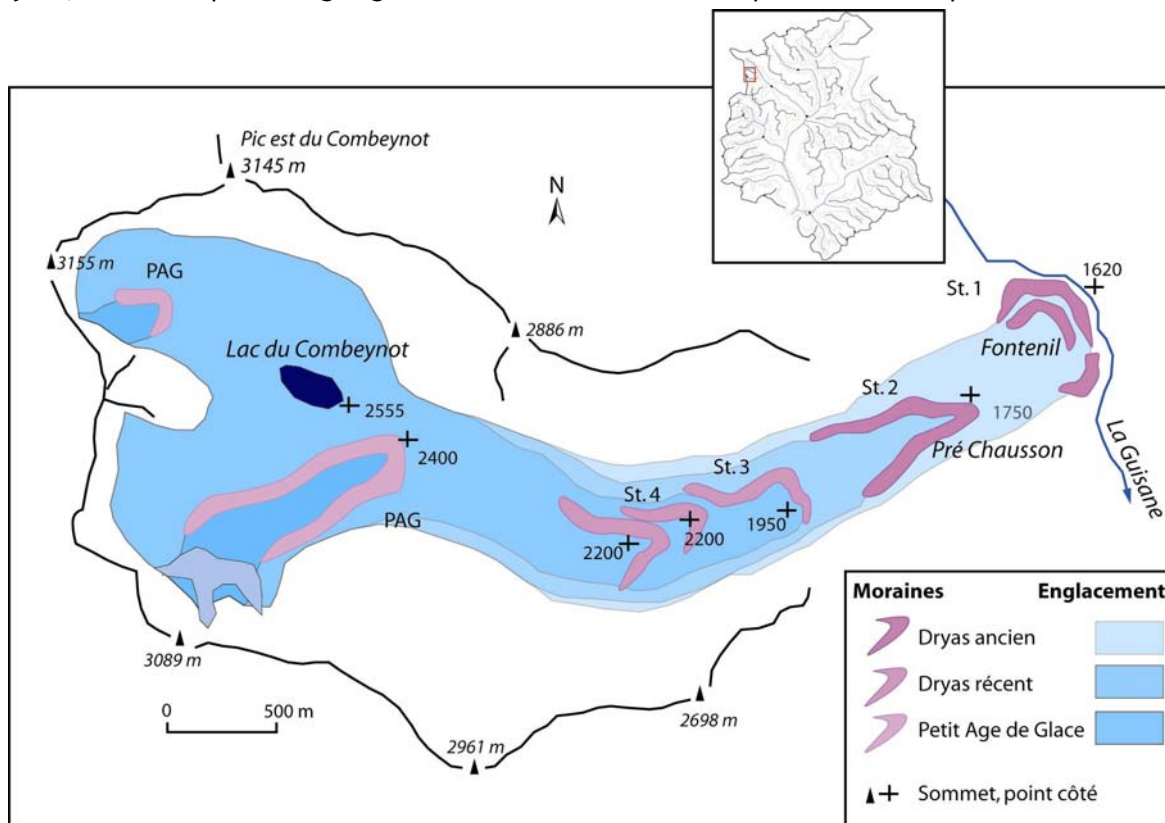 Pic est du Combeynot
3145 m
N
3155 m
PAG
St. 1
1620
2886 m
Lac du Combeynot
Fontenil
2555
St. 2
1750
2400
Pré Chausson
La Guisane
St. 3
St. 4
PAG
1950
2200
2200
3089 m
0
500 m
2698 m
2961 m
Moraines
Englacement
Dryas ancien
Dryas récent
Petit Age de Glace
Sommet, point côté